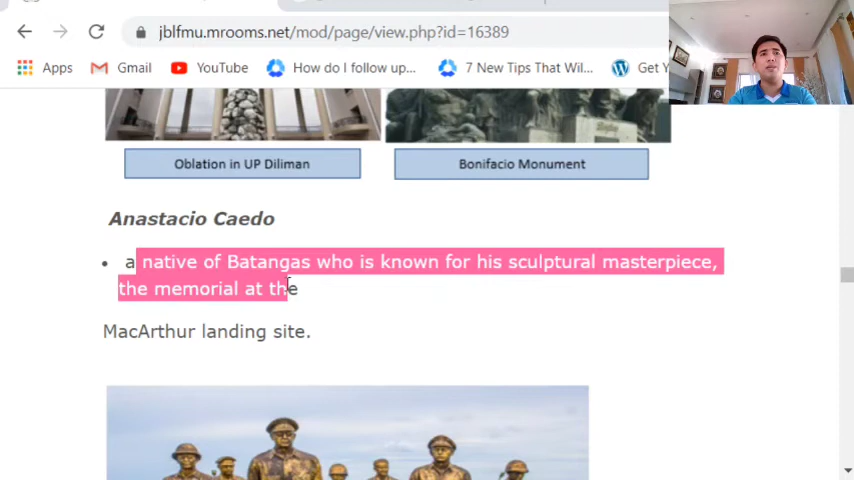 jblfmu.mrooms.net/mod/page/view.php?id=16389
Apps Gmail YouTube How do I follow up... 7 New Tips That Wil... Get Y
Oblation in UP Diliman Bonifacio Monument
Anastacio Caedo
• a native of Batangas who is known for his sculptural masterpiece,
the memorial at the
MacArthur landing site.